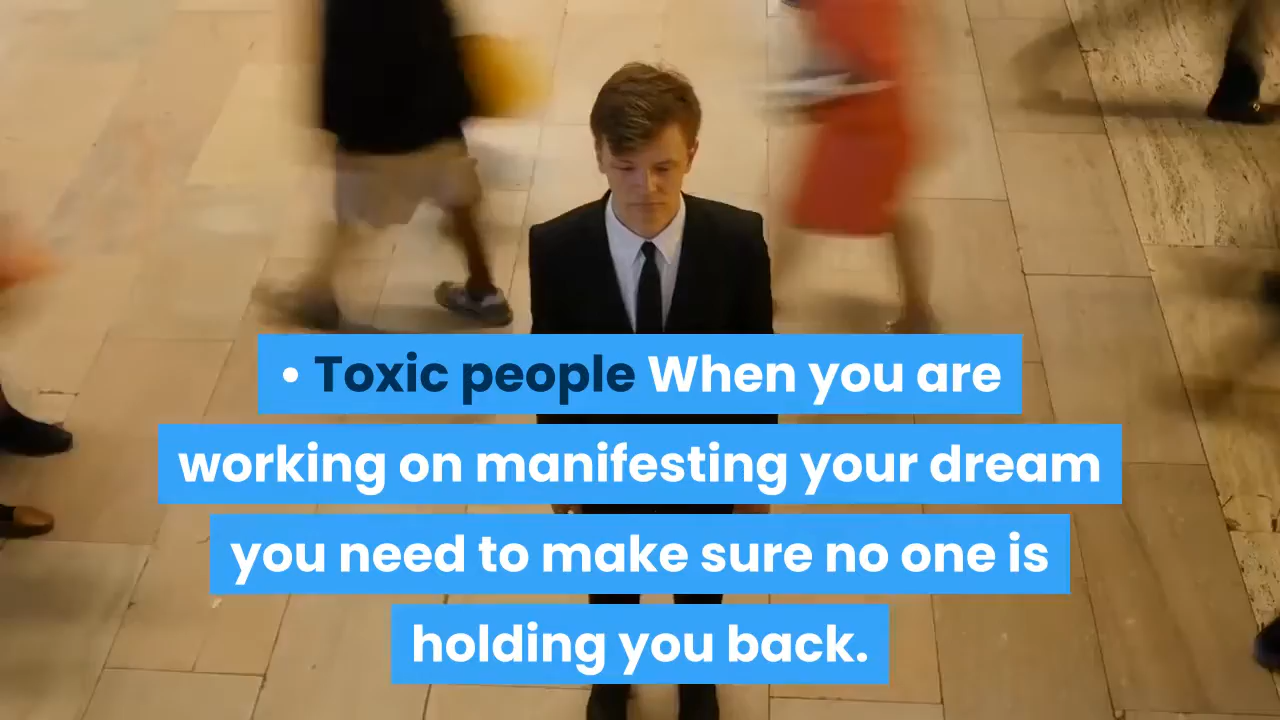 • Toxic people When you are
working on manifesting your dream
you need to make sure no one is
holding you back.